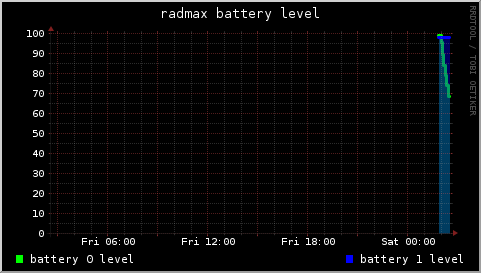 radmax battery level
RRDTOOL / TOBI OETIKER
100
90
80
70
60
50
40
30
20
10
0
Fri 06:00 Fri 12:00 Fri 18:00 Sat 00:00
battery 0 level battery 1 level